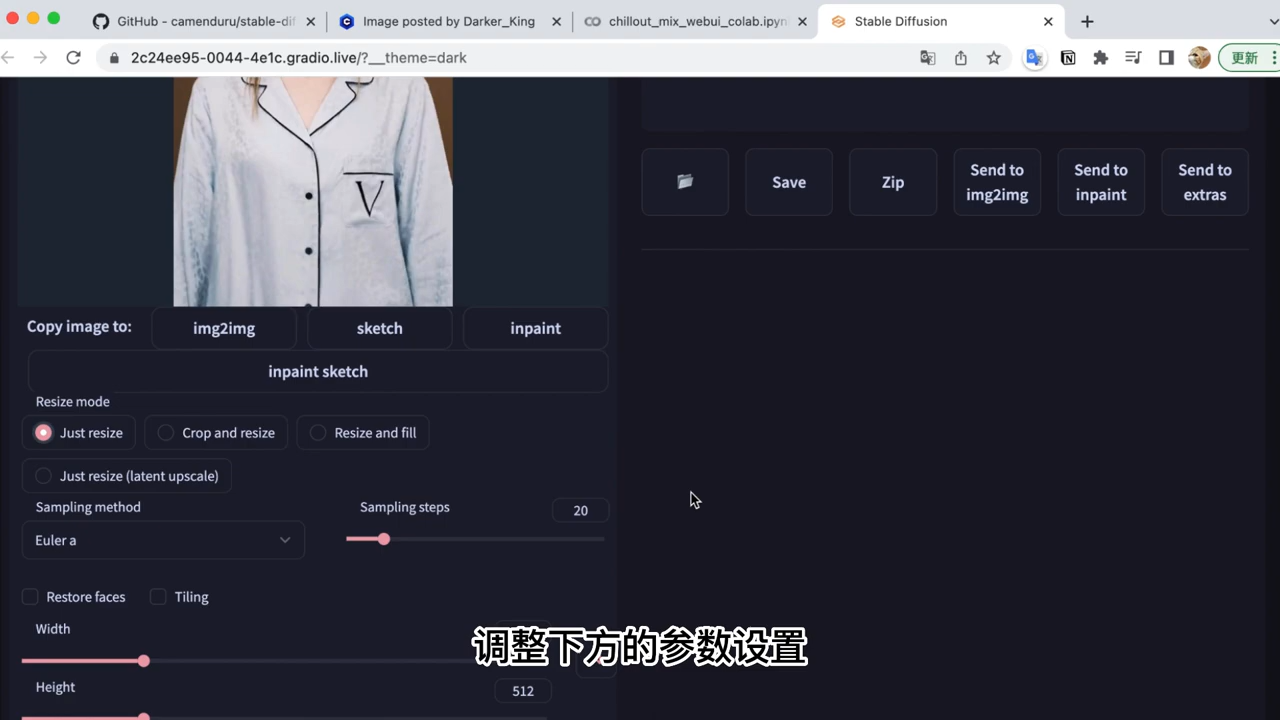 GitHub - camenduru/stable-dif
Image posted by Darker_King
chillout_mix_webui_colab.ipyn
Stable Diffusion
2c24ee95-0044-4e1c.gradio.live/?__theme=dark
更新
V
Save
Zip
Send to
img2img
Send to
inpaint
Send to
extras
Copy image to:
img2img
sketch
inpaint
inpaint sketch
Resize mode
Just resize
Crop and resize
Resize and fill
Just resize (latent upscale)
Sampling method
Sampling steps
20
Euler a
Restore faces
Tiling
Width
调整下方的参数设置
Height
512